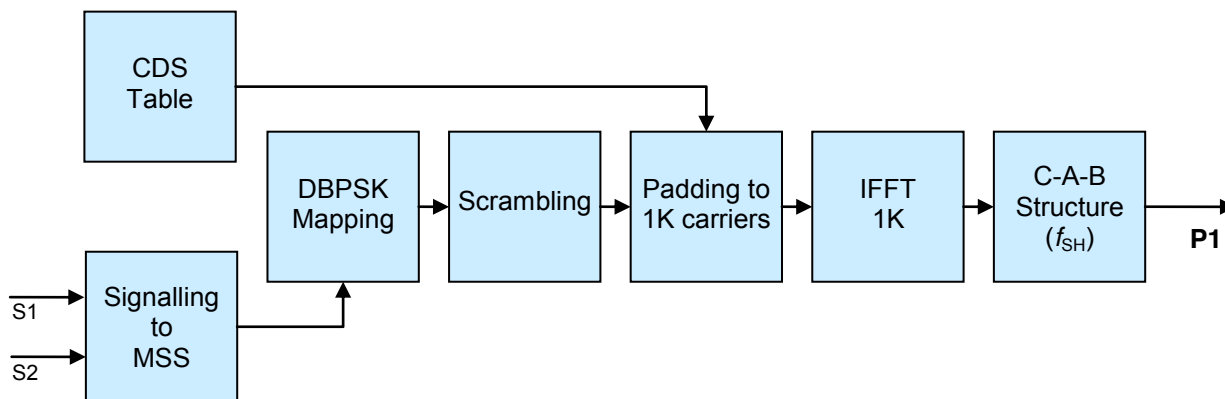 CDS
Table
DBPSK
Mapping
Scrambling
Padding to
1K carriers
IFFT
1K
C-A-B
Structure
(fSH)
P1
S1
S2
Signalling
to
MSS